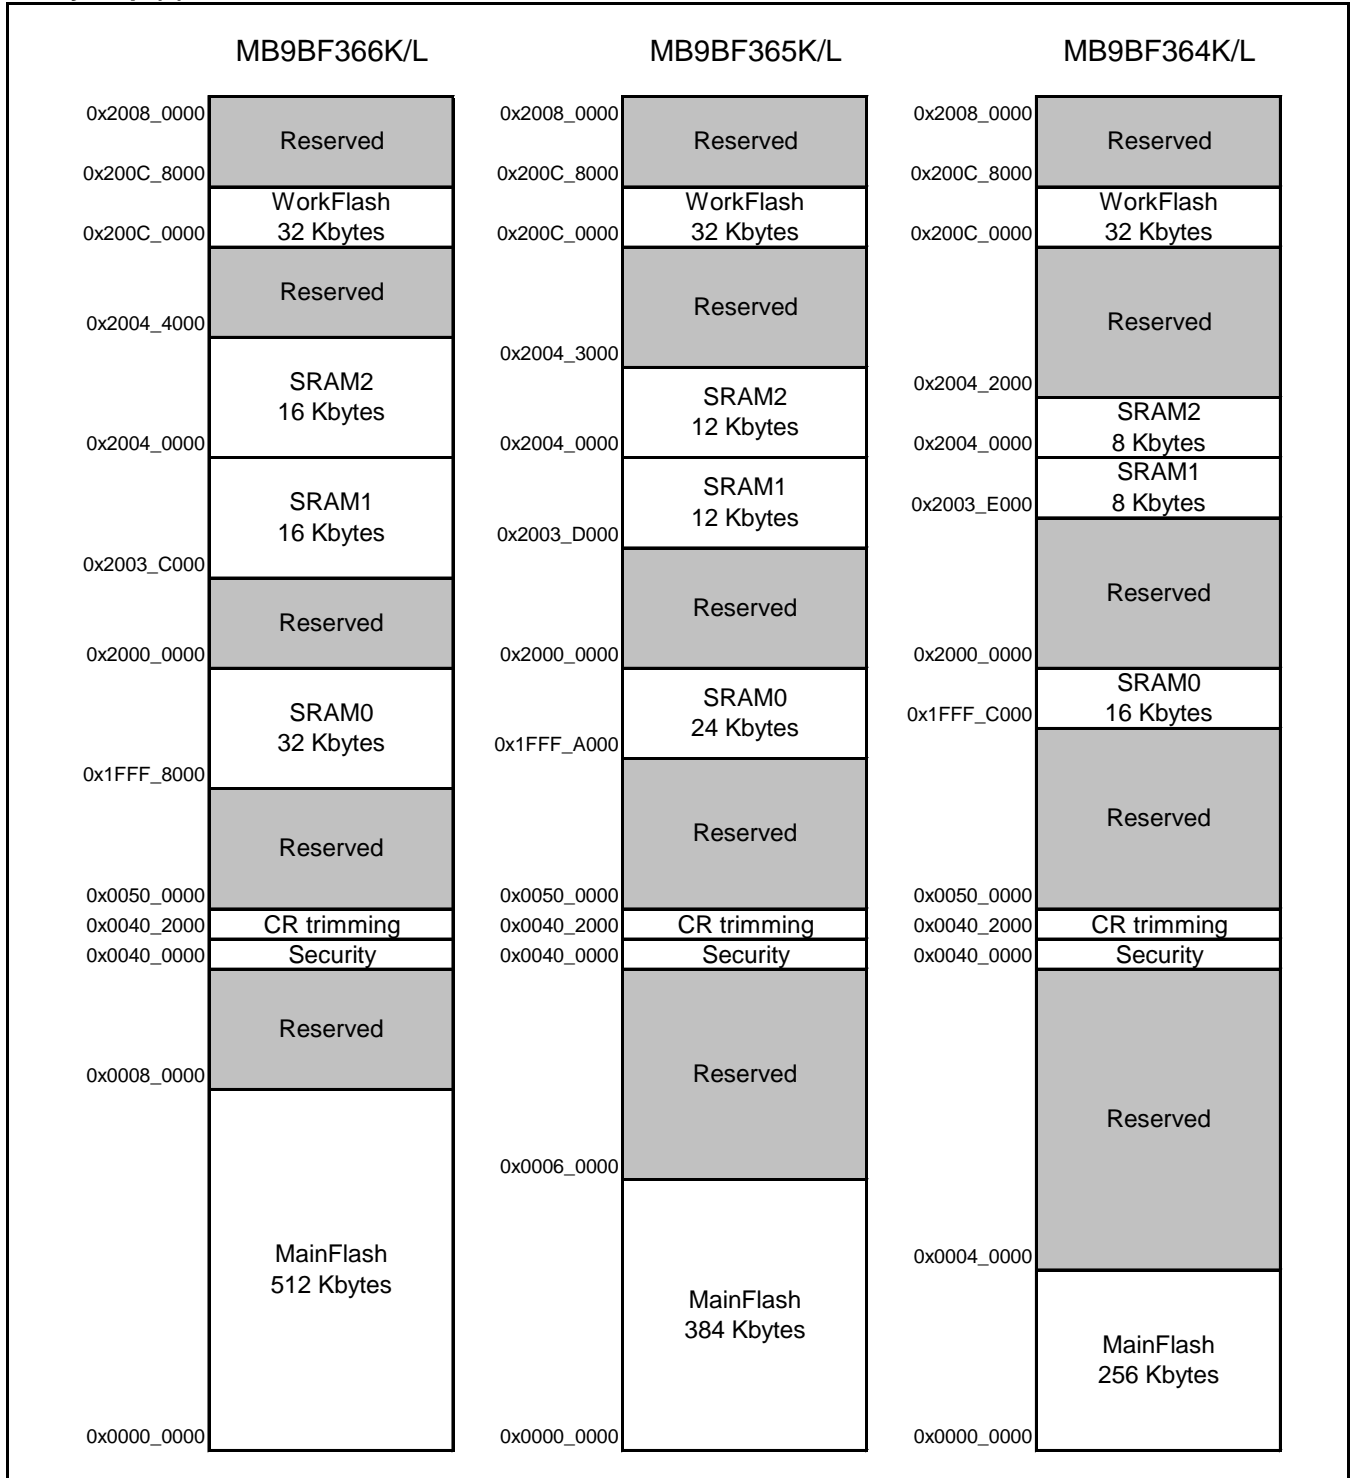 MB9BF366K/L
0x2008_0000
Reserved
0x200C_8000
WorkFlash
0x200C_0000 32 Kbytes
Reserved
0x2004_4000
SRAM2
16 Kbytes
0x2004_0000
SRAM1
16 Kbytes
0x2003_C000
Reserved
0x2000_0000
SRAM0
32 Kbytes
0x1FFF_8000
Reserved
0x0050_0000
0x0040_2000 CR trimming
0x0040_0000 Security
Reserved
0x0008_0000
MainFlash
512 Kbytes
0x0000_0000
MB9BF365K/L
0x2008_0000
Reserved
0x200C_8000
WorkFlash
0x200C_0000 32 Kbytes
Reserved
0x2004_3000
SRAM2
12 Kbytes
0x2004_0000
SRAM1
12 Kbytes
0x2003_D000
Reserved
0x2000_0000
SRAM0
24 Kbytes
0x1FFF_A000
Reserved
0x0050_0000
0x0040_2000 CR trimming
0x0040_0000 Security
Reserved
0x0006_0000
MainFlash
384 Kbytes
0x0000_0000
MB9BF364K/L
0x2008_0000
Reserved
0x200C_8000
WorkFlash
0x200C_0000 32 Kbytes
Reserved
0x2004_2000
SRAM2
0x2004_0000 8 Kbytes
SRAM1
0x2003_E000 8 Kbytes
Reserved
0x2000_0000
SRAM0
0x1FFF_C000 16 Kbytes
Reserved
0x0050_0000
0x0040_2000 CR trimming
0x0040_0000 Security
Reserved
0x0004_0000
MainFlash
256 Kbytes
0x0000_0000